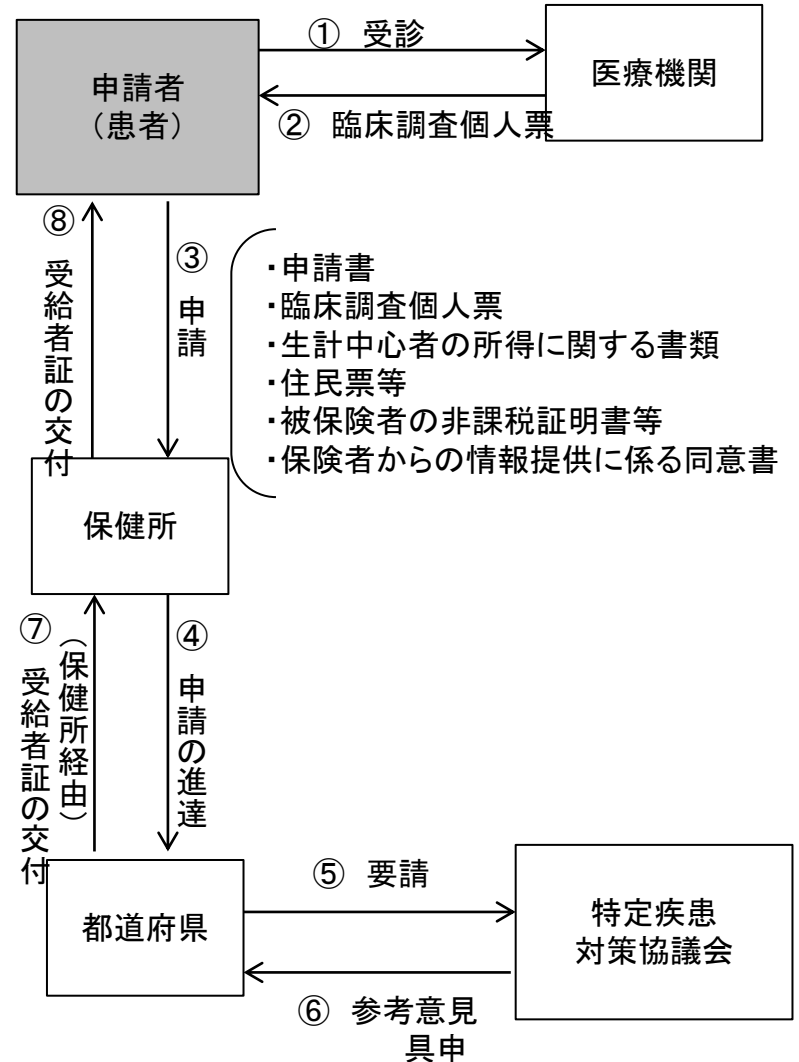 ① 受診
申請者
（患者）
医療機関
② 臨床調査個人票
⑧ 受給者証の交付
③ 申請
・申請書
・臨床調査個人票
・生計中心者の所得に関する書類
・住民票等
・被保険者の非課税証明書等
・保険者からの情報提供に係る同意書
保健所
⑦ 受給者証の交付
（保健所経由）
④ 申請の進達
都道府県
⑤ 要請
特定疾患
対策協議会
⑥ 参考意見
具申